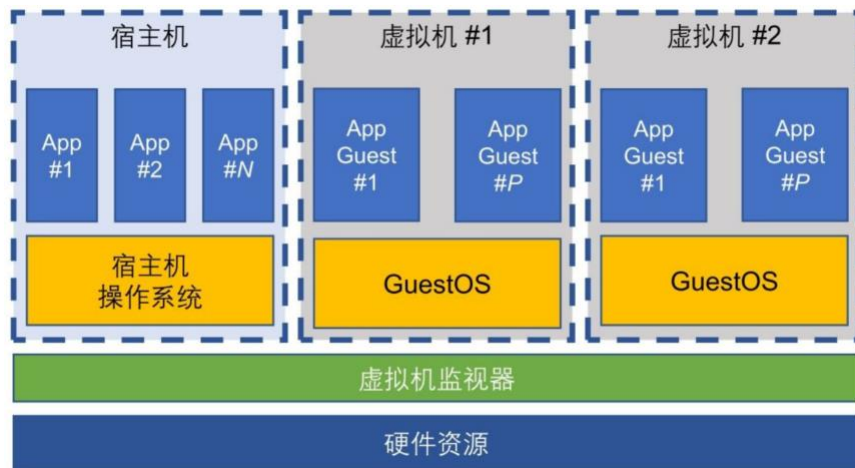 宿主机
虚拟机 #1
虚拟机 #2
App
#1
App
#2
App
#N
App
Guest
#1
App
Guest
#P
App
Guest
#1
App
Guest
#P
宿主机
操作系统
GuestOS
GuestOS
虚拟机监视器
硬件资源